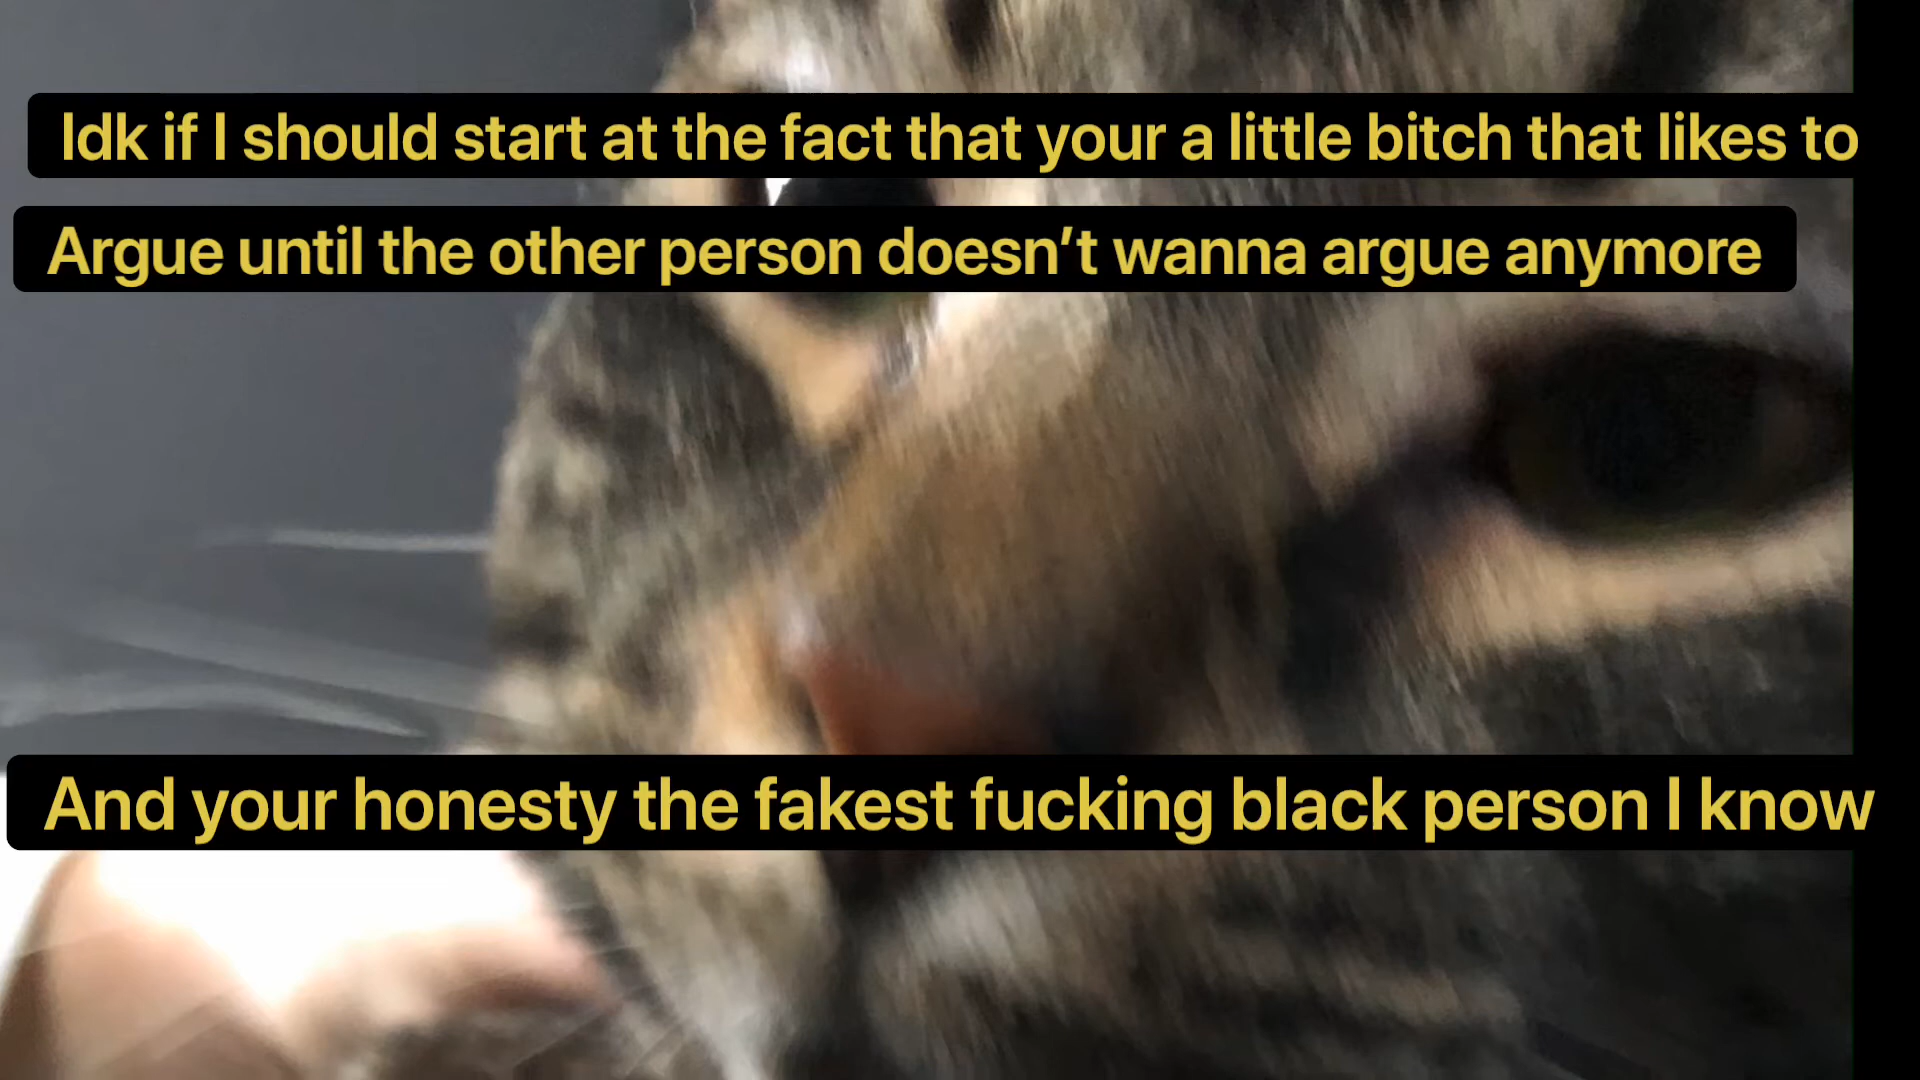 Idk if I should start at the fact that your a little bitch that likes to
Argue until the other person doesn't wanna argue anymore
And your honesty the fakest fucking black person I know